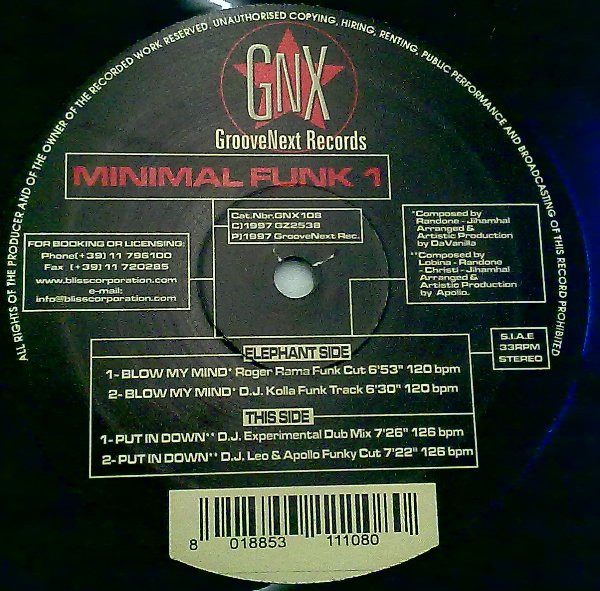 ALL RIGHTS OF THE PRODUCER AND OF THE OWNER OF THE RECORDED WORK RESERVED, UNAUTHORISED COPYING, HIRING, RENTING, PUBLIC PERFORMANCE AND BROADCASTING OF THIS RECORD PROHIBITED
GNX
GrooveNext Records
MINIMAL FUNK 1
Cat.Nbr.GNX108
C)1997 GZ2538
P)1997 GrooveNext Rec.
FOR BOOKING OR LICENSING:
Phone(+39) 11 795100
Fax (+39) 11 720285
www.blisscorporation.com
e-mail:
info@blisscorporation.com
*Composed by
Randone - Jihamhal
Arranged &
Artistic Production
by DaVanilla
**Composed by
Lobina - Randone
- Christi - Jihamhal
Arranged &
Artistic Production
by Apollo.
ELEPHANT SIDE
1- BLOW MY MIND* Roger Rama Funk Cut 6'53" 120 bpm
2- BLOW MY MIND* D.J. Kolla Funk Track 6'30" 120 bpm
THIS SIDE
1- PUT IN DOWN** D.J. Experimental Dub Mix 7'26" 126 bpm
2- PUT IN DOWN** D.J. Leo & Apollo Funky Cut 7'22" 126 bpm
S.I.A.E
33RPM
STEREO
8 018853 111080